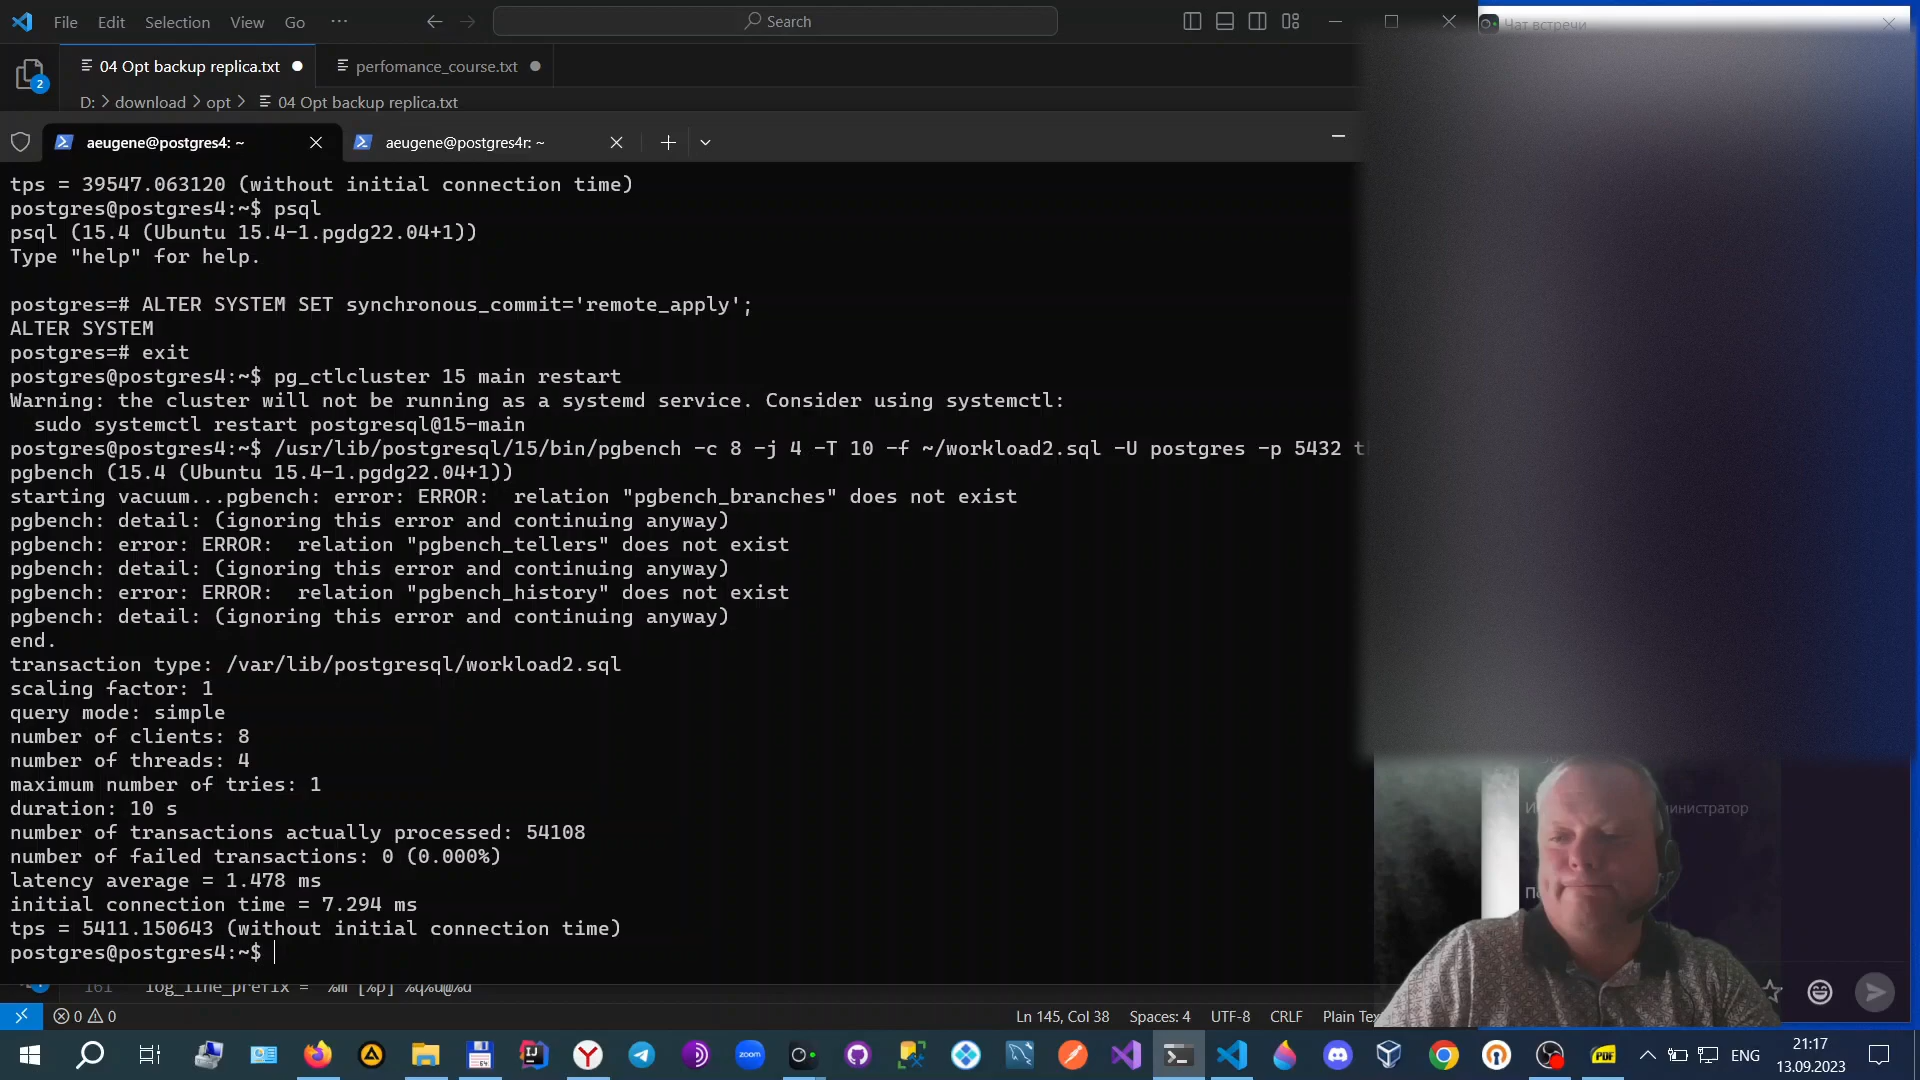 File Edit Selection View Go ··· Search
Чат встречи
04 Opt backup replica.txt perfomance_course.txt
2
D: > download > opt > 04 Opt backup replica.txt
aeugene@postgres4: ~ aeugene@postgres4r: ~
tps = 39547.063120 (without initial connection time)
postgres@postgres4:~$ psql
psql (15.4 (Ubuntu 15.4-1.pgdg22.04+1))
Type "help" for help.
postgres=# ALTER SYSTEM SET synchronous_commit='remote_apply';
ALTER SYSTEM
postgres=# exit
postgres@postgres4:~$ pg_ctlcluster 15 main restart
Warning: the cluster will not be running as a systemd service. Consider using systemctl:
sudo systemctl restart postgresql@15-main
postgres@postgres4:~$ /usr/lib/postgresql/15/bin/pgbench -c 8 -j 4 -T 10 -f ~/workload2.sql -U postgres -p 5432
pgbench (15.4 (Ubuntu 15.4-1.pgdg22.04+1))
starting vacuum...pgbench: error: ERROR:  relation "pgbench_branches" does not exist
pgbench: detail: (ignoring this error and continuing anyway)
pgbench: error: ERROR:  relation "pgbench_tellers" does not exist
pgbench: detail: (ignoring this error and continuing anyway)
pgbench: error: ERROR:  relation "pgbench_history" does not exist
pgbench: detail: (ignoring this error and continuing anyway)
end.
transaction type: /var/lib/postgresql/workload2.sql
scaling factor: 1
query mode: simple
number of clients: 8
number of threads: 4
maximum number of tries: 1
duration: 10 s
number of transactions actually processed: 54108
number of failed transactions: 0 (0.000%)
latency average = 1.478 ms
initial connection time = 7.294 ms
tps = 5411.150643 (without initial connection time)
postgres@postgres4:~$
161 log_line_prefix = '%m [%p] %q%u@%d
0 0 Ln 145, Col 38 Spaces: 4 UTF-8 CRLF Plain
zoom PDF ENG 21:17
13.09.2023